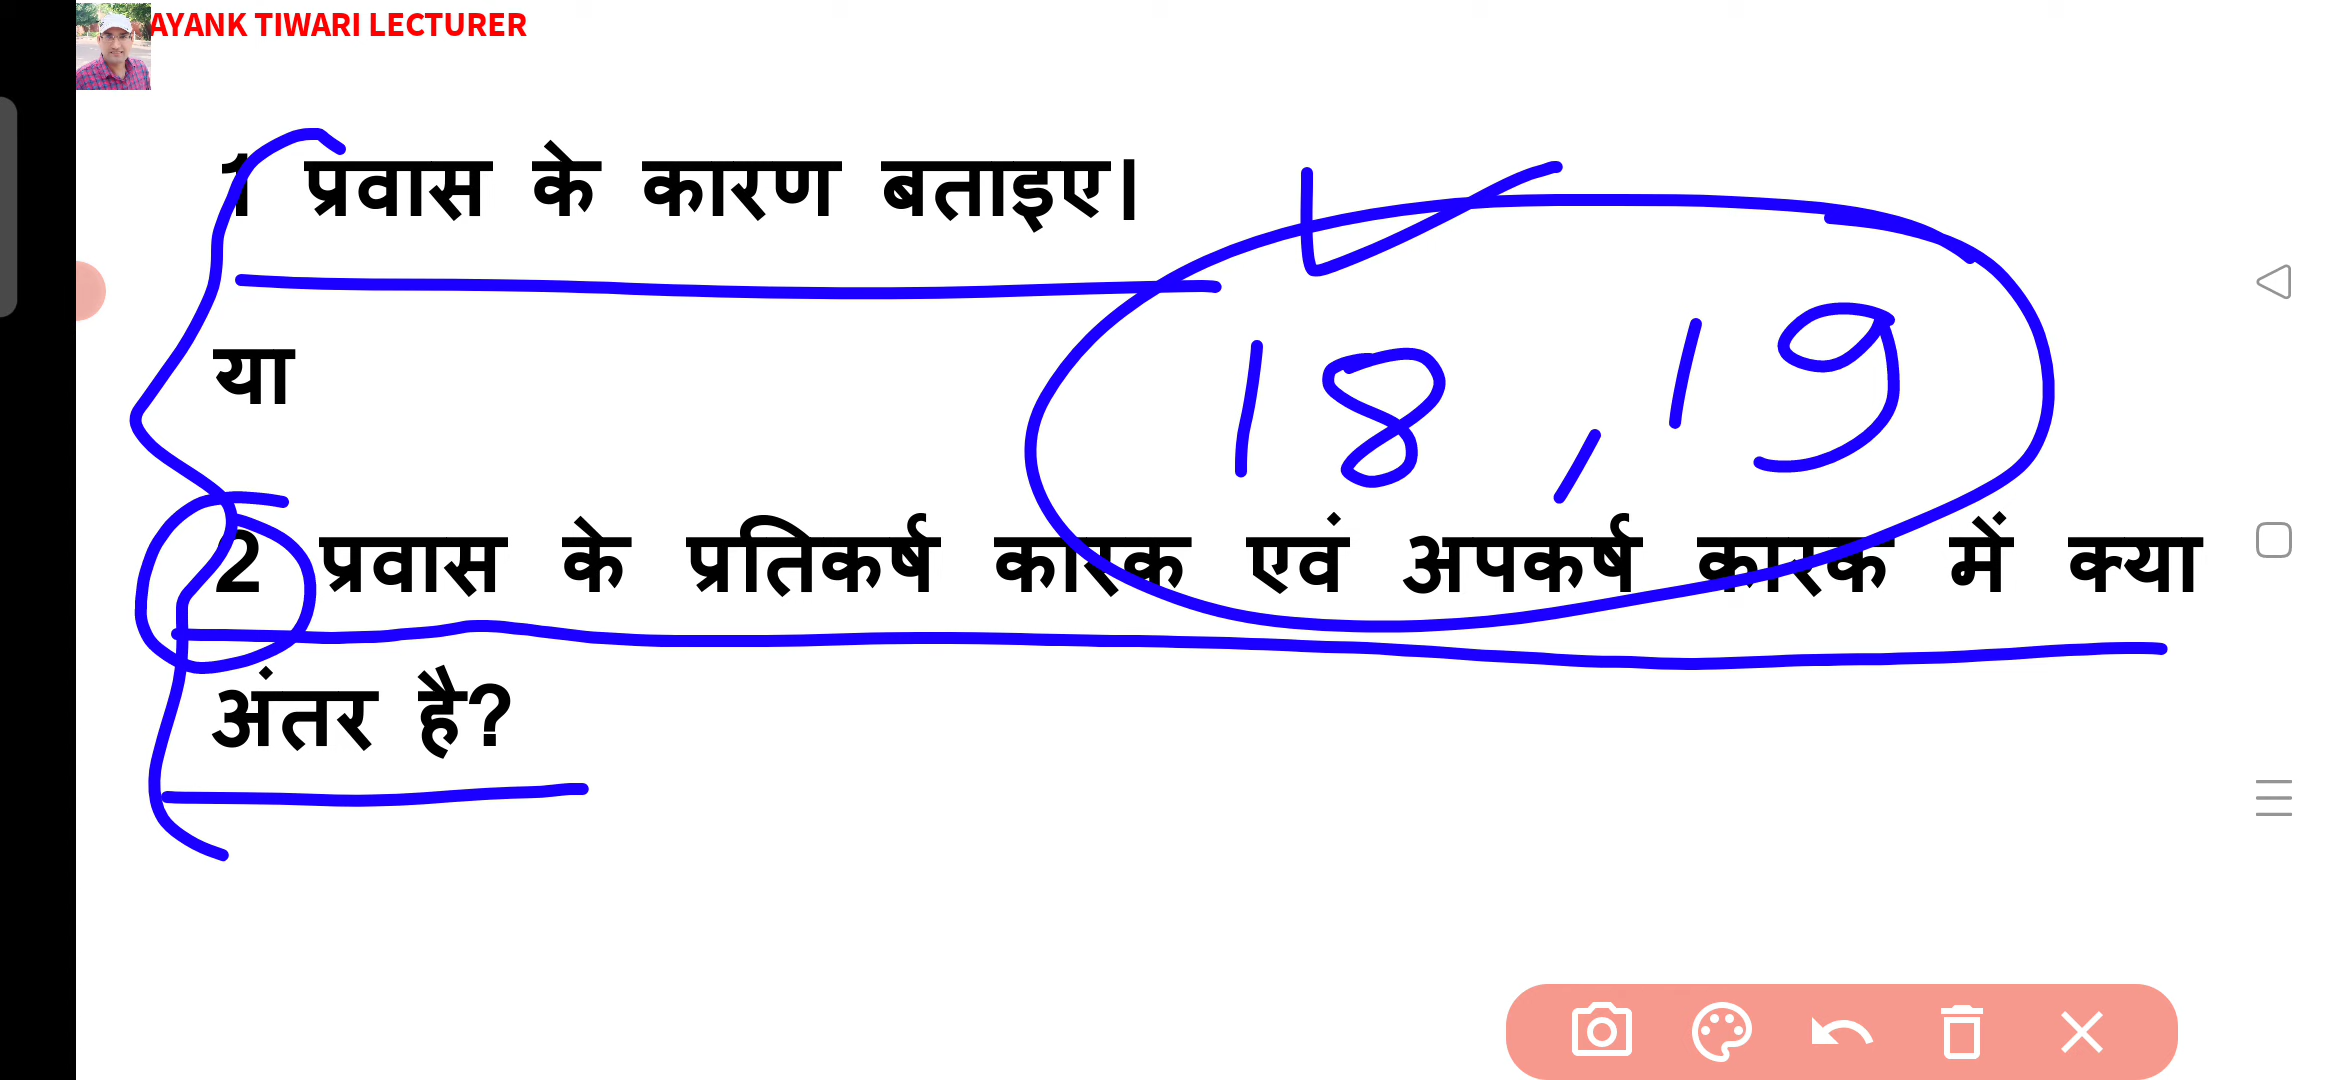 AYANK TIWARI LECTURER
1 प्रवास के कारण बताइए।
या
18, 19
2 प्रवास के प्रतिकर्ष कारक एवं अपकर्ष कारक में क्या
अंतर है?